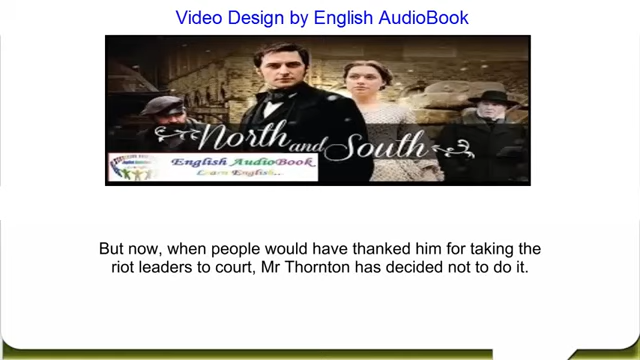 Video Design by English AudioBook
North and South
English AudioBook
Learn English...
But now, when people would have thanked him for taking the
riot leaders to court, Mr Thornton has decided not to do it.